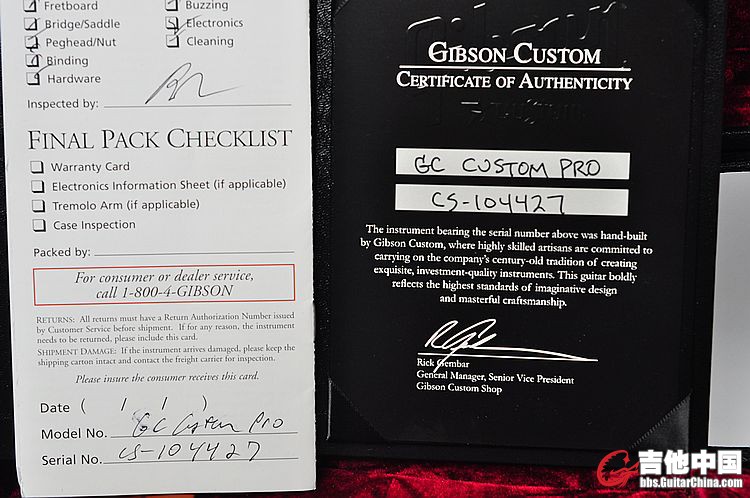 Fretboard
Buzzing
Bridge/Saddle
Electronics
Peghead/Nut
Cleaning
Binding
Hardware
Inspected by:
FINAL PACK CHECKLIST
Warranty Card
Electronics Information Sheet (if applicable)
Tremolo Arm (if applicable)
Case Inspection
Packed by:
For consumer or dealer service,
call 1-800-4-GIBSON
RETURNS: All returns must have a Return Authorization Number issued
by Customer Service before shipment. If for any reason, the instrument
needs to be returned, please include this card.
SHIPMENT DAMAGE: If the instrument arrives damaged, please keep the
shipping carton intact and contact the freight carrier for inspection.
Please insure the consumer receives this card.
Date ( / / )
Model No. GC Custom Pro
Serial No. CS-104427
GIBSON CUSTOM
CERTIFICATE OF AUTHENTICITY
GC CUSTOM PRO
CS-104427
The instrument bearing the serial number above was hand-built
by Gibson Custom, where highly skilled artisans are committed to
carrying on the company's century-old tradition of creating
exquisite, investment-quality instruments. This guitar boldly
reflects the highest standards of imaginative design
and masterful craftsmanship.
Rick Gembar
General Manager, Senior Vice President
Gibson Custom Shop
吉他中国
bbs.GuitarChina.com